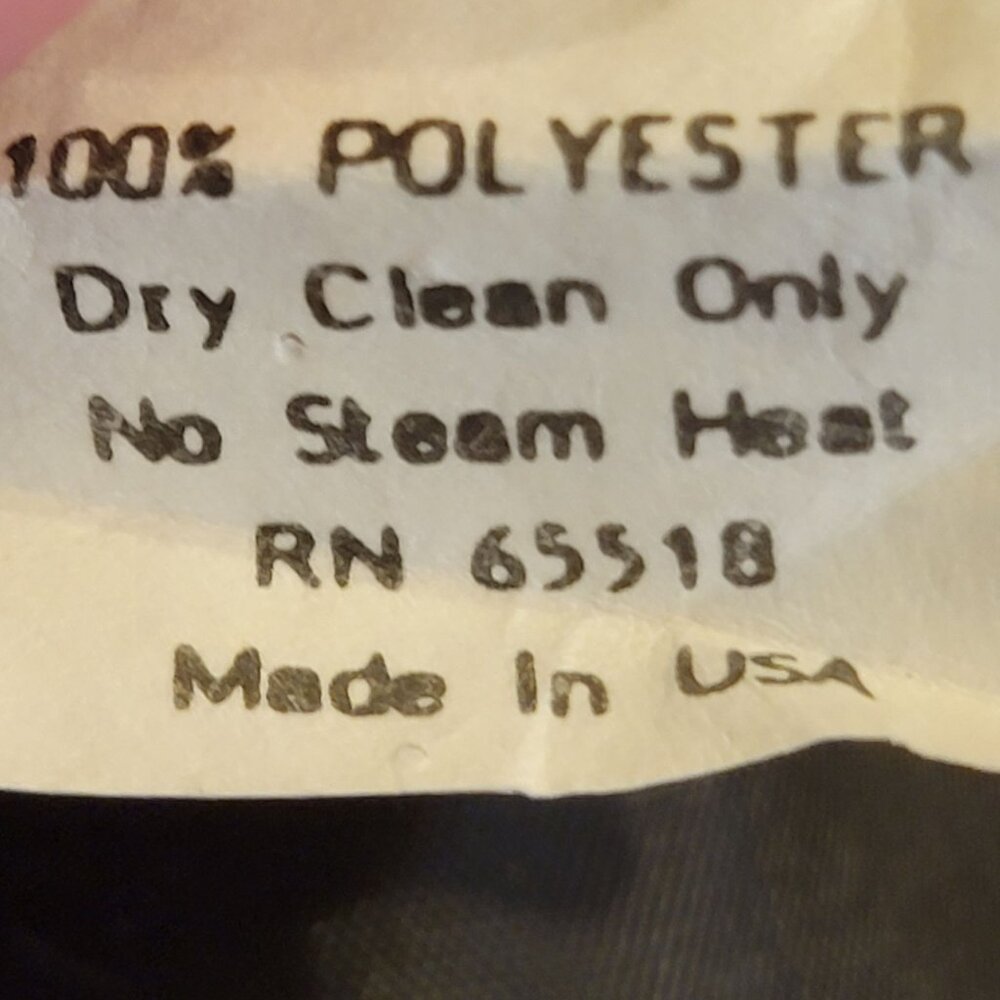 100% POLYESTER
Dry Clean Only
No Steam Heat
RN 65518
Made In USA